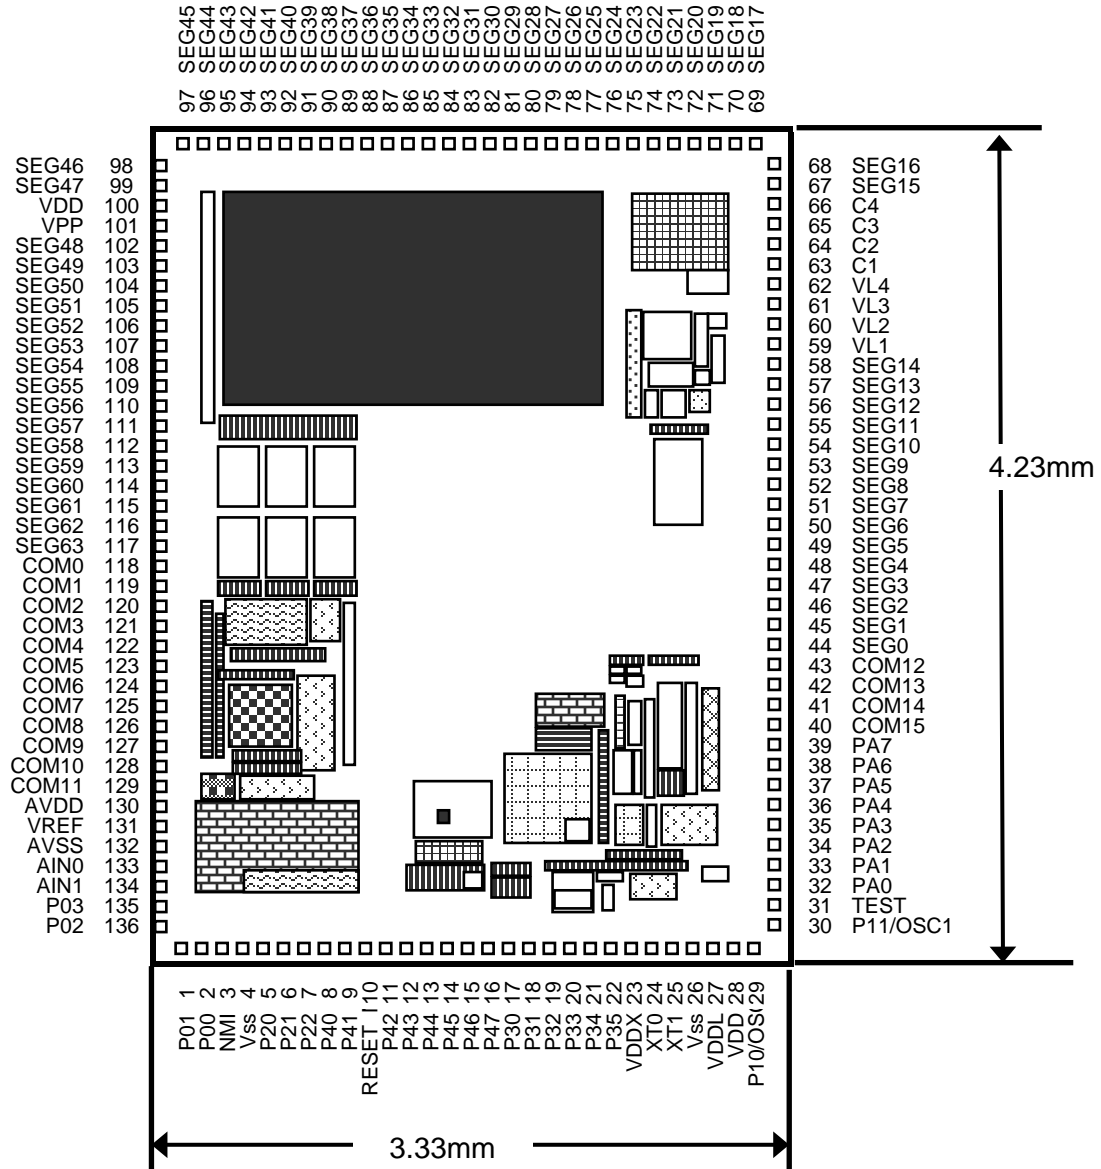 97 SEG45
96 SEG44
95 SEG43
94 SEG42
93 SEG41
92 SEG40
91 SEG39
90 SEG38
89 SEG37
88 SEG36
87 SEG35
86 SEG34
85 SEG33
84 SEG32
83 SEG31
82 SEG30
81 SEG29
80 SEG28
79 SEG27
78 SEG26
77 SEG25
76 SEG24
75 SEG23
74 SEG22
73 SEG21
72 SEG20
71 SEG19
70 SEG18
69 SEG17
SEG46 98
SEG47 99
VDD 100
VPP 101
SEG48 102
SEG49 103
SEG50 104
SEG51 105
SEG52 106
SEG53 107
SEG54 108
SEG55 109
SEG56 110
SEG57 111
SEG58 112
SEG59 113
SEG60 114
SEG61 115
SEG62 116
SEG63 117
COM0 118
COM1 119
COM2 120
COM3 121
COM4 122
COM5 123
COM6 124
COM7 125
COM8 126
COM9 127
COM10 128
COM11 129
AVDD 130
VREF 131
AVSS 132
AIN0 133
AIN1 134
P03 135
P02 136
68 SEG16
67 SEG15
66 C4
65 C3
64 C2
63 C1
62 VL4
61 VL3
60 VL2
59 VL1
58 SEG14
57 SEG13
56 SEG12
55 SEG11
54 SEG10
53 SEG9
52 SEG8
51 SEG7
50 SEG6
49 SEG5
48 SEG4
47 SEG3
46 SEG2
45 SEG1
44 SEG0
43 COM12
42 COM13
41 COM14
40 COM15
39 PA7
38 PA6
37 PA5
36 PA4
35 PA3
34 PA2
33 PA1
32 PA0
31 TEST
30 P11/OSC1
4.23mm
P01 1
P00 2
NMI 3
Vss 4
P20 5
P21 6
P22 7
P40 8
P41 9
RESET 10
P42 11
P43 12
P44 13
P45 14
P46 15
P47 16
P30 17
P31 18
P32 19
P33 20
P34 21
P35 22
VDDX 23
XT0 24
XT1 25
Vss 26
VDDL 27
VDD 28
P10/OSC 29
3.33mm